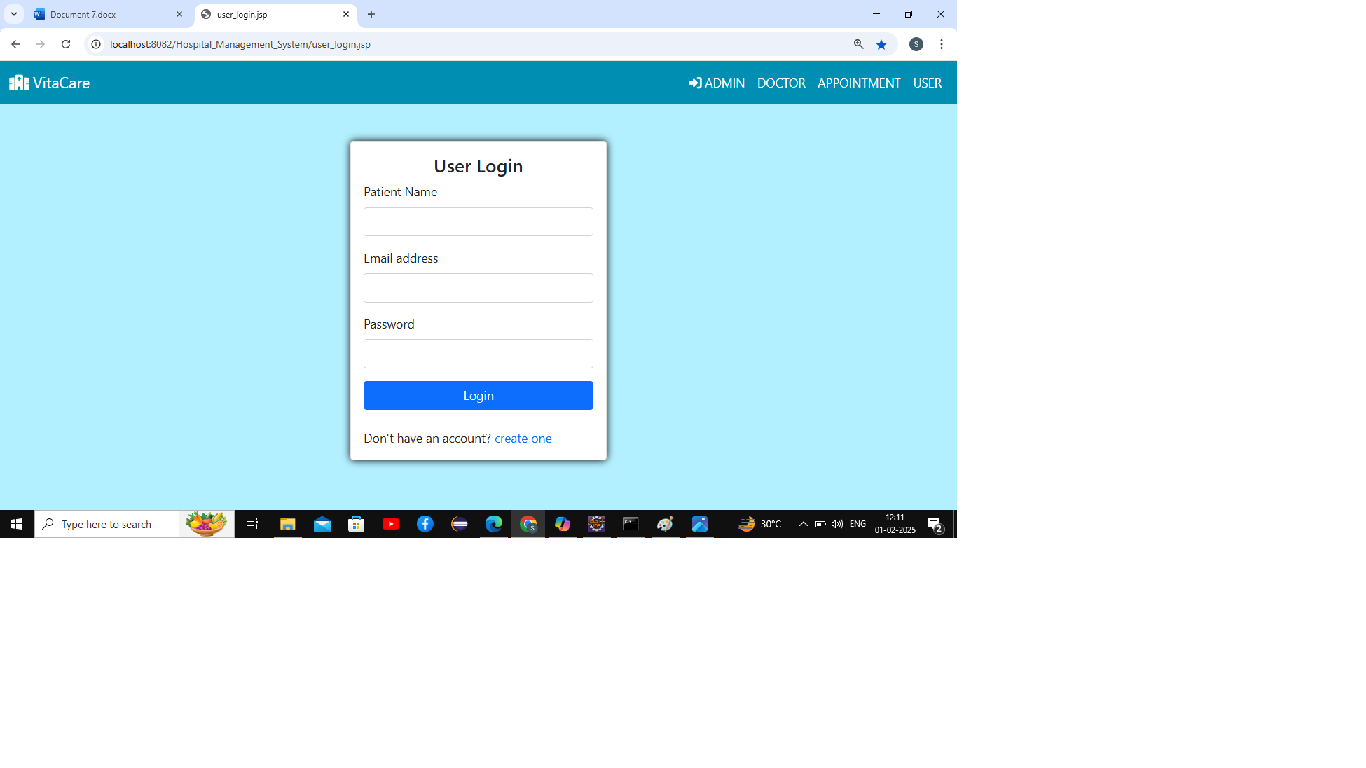 Document 7.docx
user_login.jsp
localhost:8082/Hospital_Management_System/user_login.jsp
S
VitaCare
ADMIN DOCTOR APPOINTMENT USER
User Login
Patient Name
Email address
Password
Login
Don't have an account? create one
Type here to search
30°C
ENG
12:11
01-02-2025
2